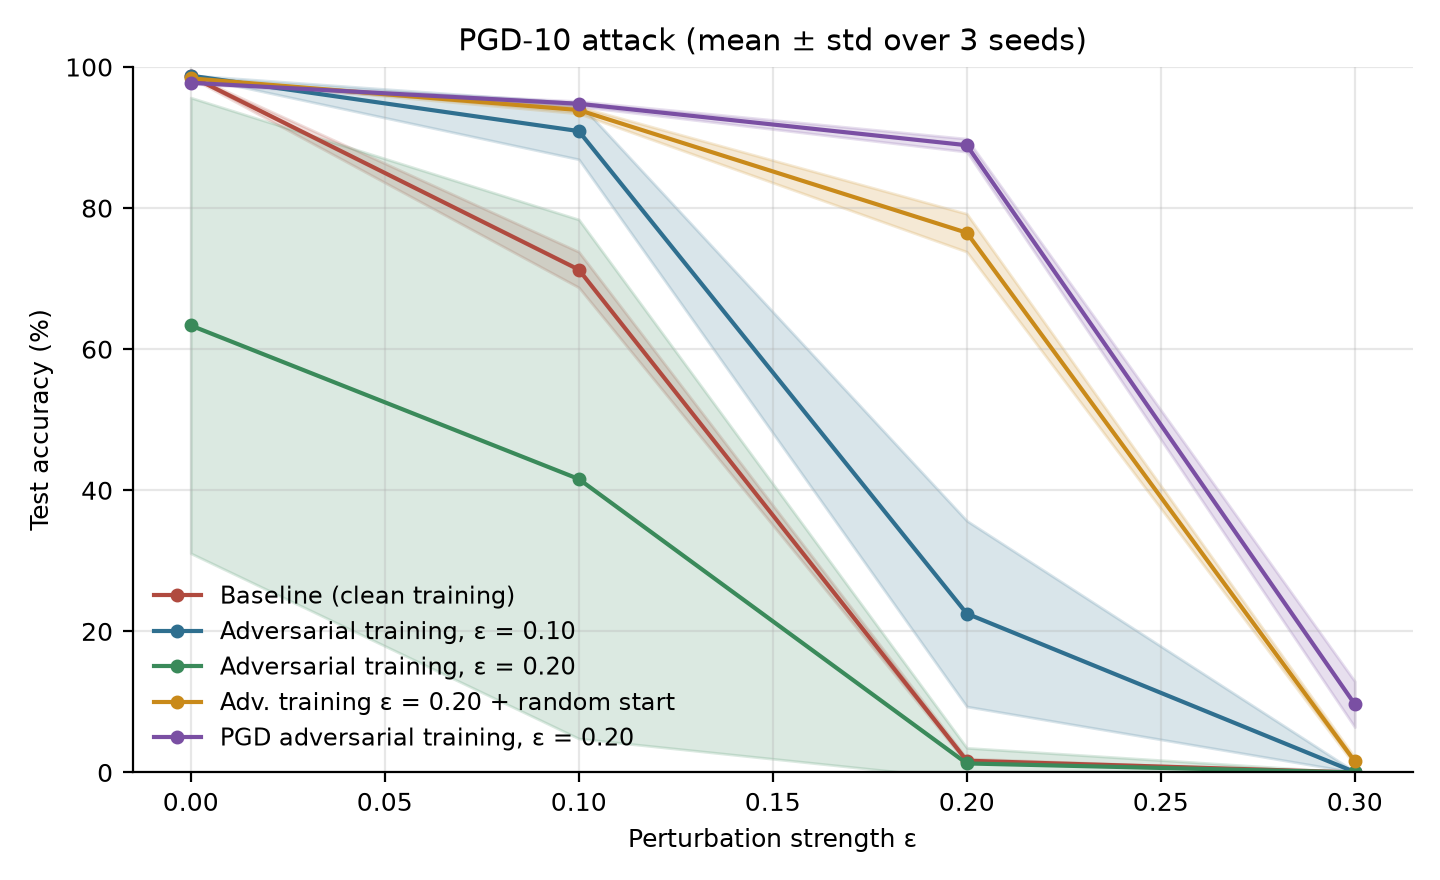 PGD-10 attack (mean ± std over 3 seeds)
100
80
60
40
20
0
Test accuracy (%)
Baseline (clean training)
Adversarial training, ε = 0.10
Adversarial training, ε = 0.20
Adv. training ε = 0.20 + random start
PGD adversarial training, ε = 0.20
0.00 0.05 0.10 0.15 0.20 0.25 0.30
Perturbation strength ε